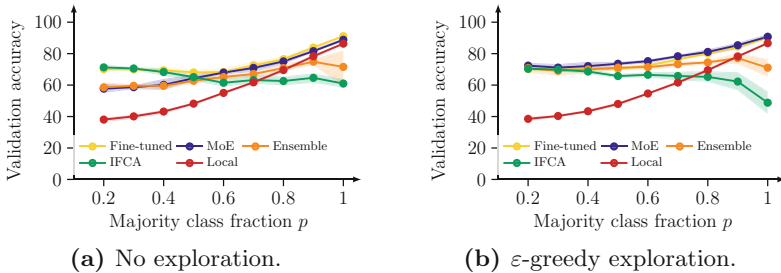 Validation accuracy
100
80
60
40
20
0
Fine-tuned MoE Ensemble
IFCA Local
0.2 0.4 0.6 0.8 1
Majority class fraction p
(a) No exploration.
Validation accuracy
100
80
60
40
20
0
Fine-tuned MoE Ensemble
IFCA Local
0.2 0.4 0.6 0.8 1
Majority class fraction p
(b) ε-greedy exploration.